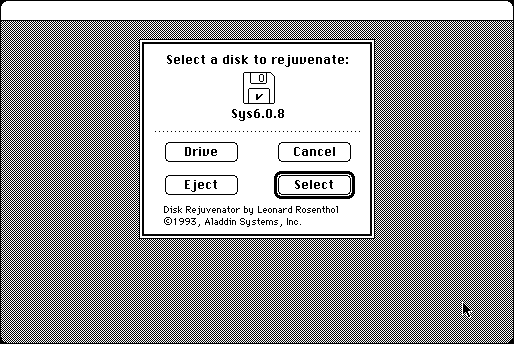 Select a disk to rejuvenate:
Sys6.0.8
Drive
Cancel
Eject
Select
Disk Rejuvenator by Leonard Rosenthol
©1993, Aladdin Systems, Inc.